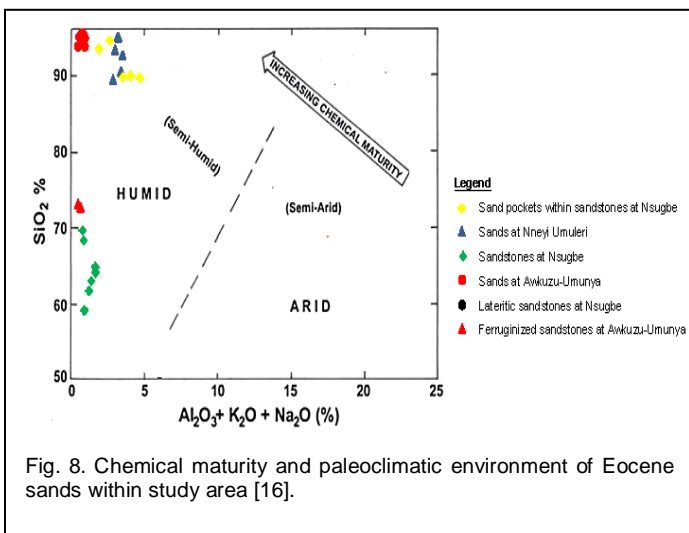 90
80
70
60
50
SiO2 %
0
5
10
15
20
25
Al2O3+ K2O + Na2O (%)
INCREASING CHEMICAL MATURITY
(Semi-Humid)
HUMID
(Semi-Arid)
ARID
Legend
Sand pockets within sandstones at Nsugbe
Sands at Nneyi Umuleri
Sandstones at Nsugbe
Sands at Awkuzu-Umunya
Lateritic sandstones at Nsugbe
Ferruginized sandstones at Awkuzu-Umunya
Fig. 8. Chemical maturity and paleoclimatic environment of Eocene
sands within study area [16].